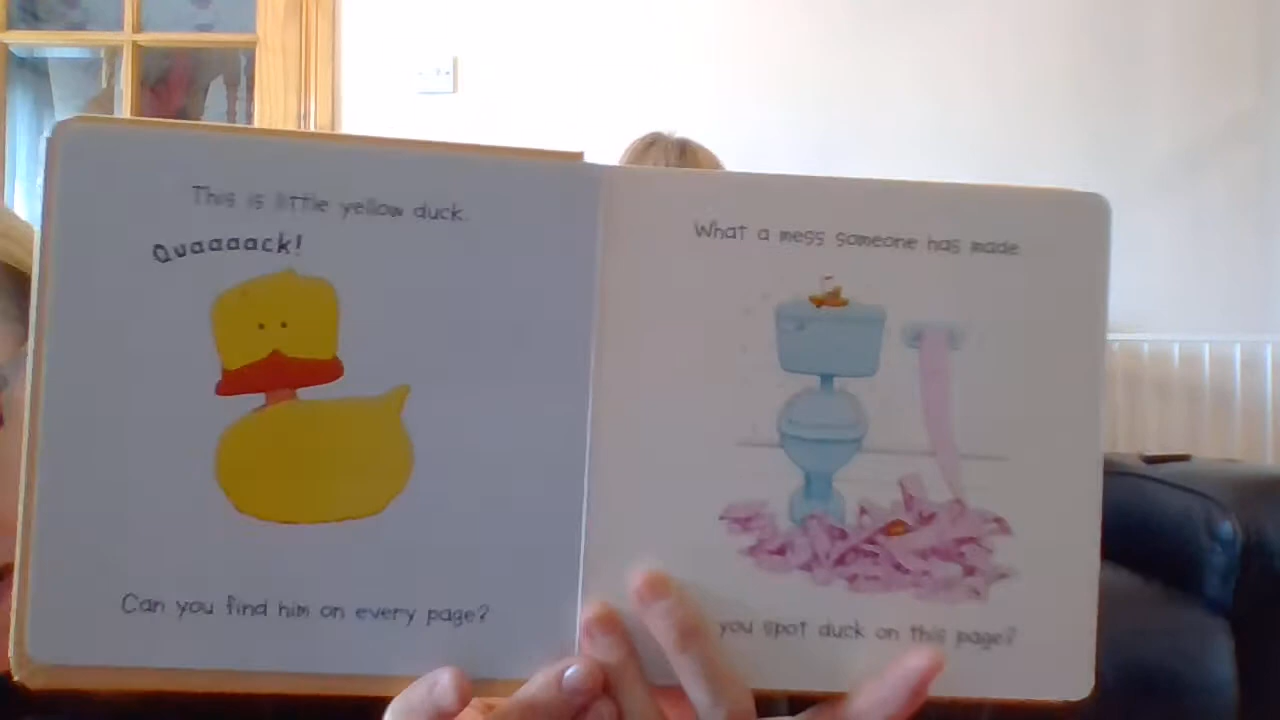 This is little yellow duck.
Quaaaack!
Can you find him on every page?
What a mess someone has made.
you spot duck on this page?